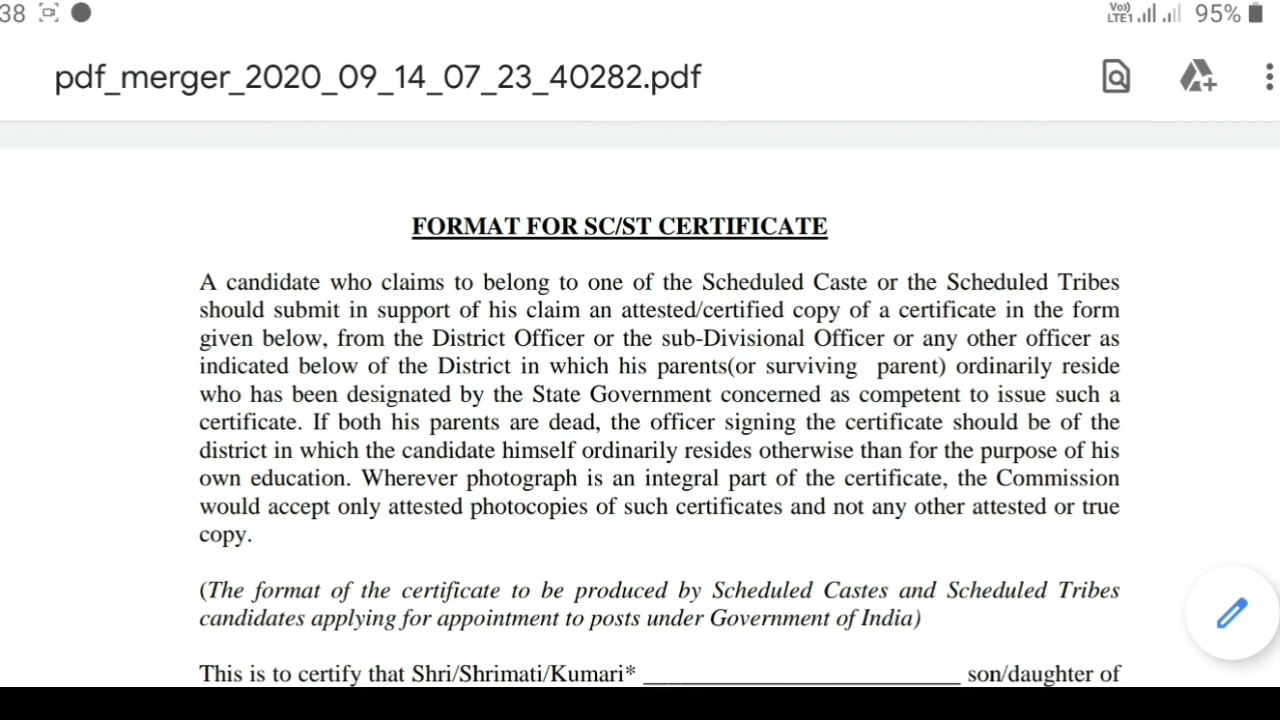 38
Vo)) LTE1 95%
pdf_merger_2020_09_14_07_23_40282.pdf
FORMAT FOR SC/ST CERTIFICATE
A candidate who claims to belong to one of the Scheduled Caste or the Scheduled Tribes
should submit in support of his claim an attested/certified copy of a certificate in the form
given below, from the District Officer or the sub-Divisional Officer or any other officer as
indicated below of the District in which his parents(or surviving parent) ordinarily reside
who has been designated by the State Government concerned as competent to issue such a
certificate. If both his parents are dead, the officer signing the certificate should be of the
district in which the candidate himself ordinarily resides otherwise than for the purpose of his
own education. Wherever photograph is an integral part of the certificate, the Commission
would accept only attested photocopies of such certificates and not any other attested or true
copy.
(The format of the certificate to be produced by Scheduled Castes and Scheduled Tribes
candidates applying for appointment to posts under Government of India)
This is to certify that Shri/Shrimati/Kumari* __________________________ son/daughter of